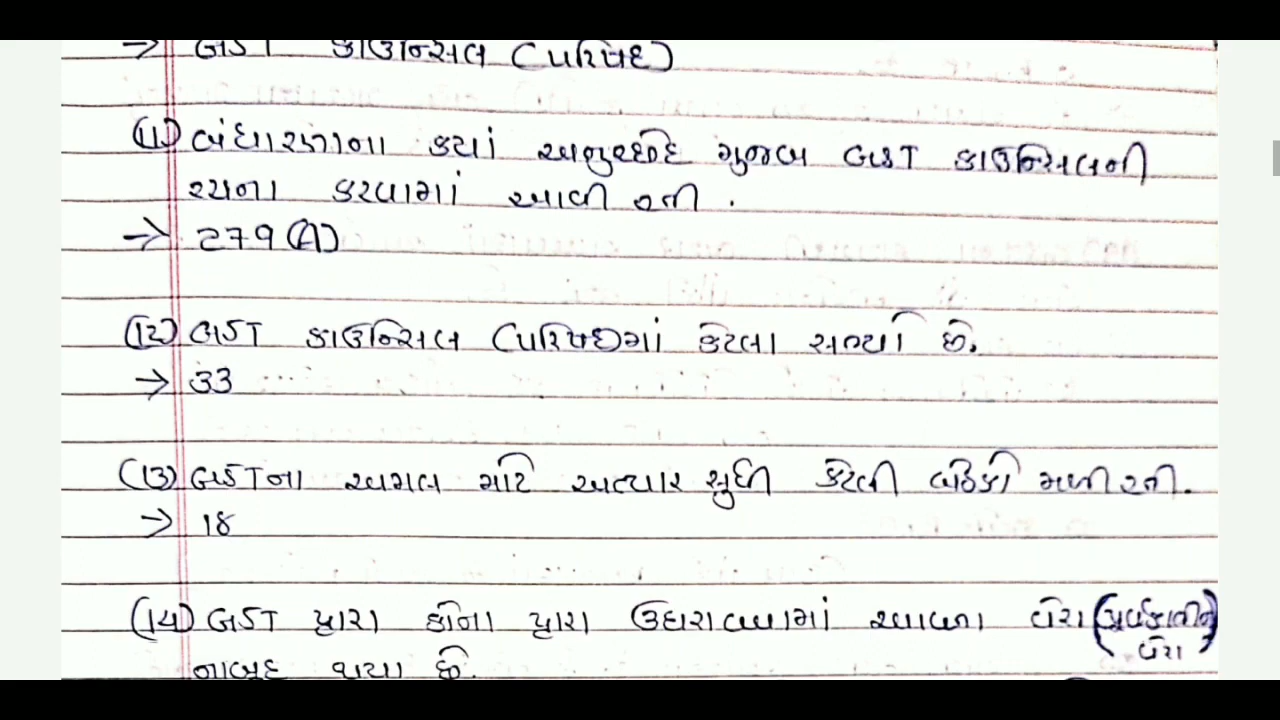 → GST કાઉન્સિલ (પરિષદ)
(11) બંધારણના કયાં અનુચ્છેદ મુજબ GST કાઉન્સિલની
રચના કરવામાં આવી હતી.
→ 279(A)
(12) GST કાઉન્સિલ (પરિષદ)માં કેટલા સભ્યો છે.
→ 33
(13) GSTના અમલ માટે અત્યાર સુધી કેટલી બેઠકો મળી હતી.
→ 18
(14) GST દ્વારા કોના દ્વારા ઉઘરાવવામાં આવતા વેરા (પૂર્વકાલીન
વેરા)
નાબૂદ થયા છે.